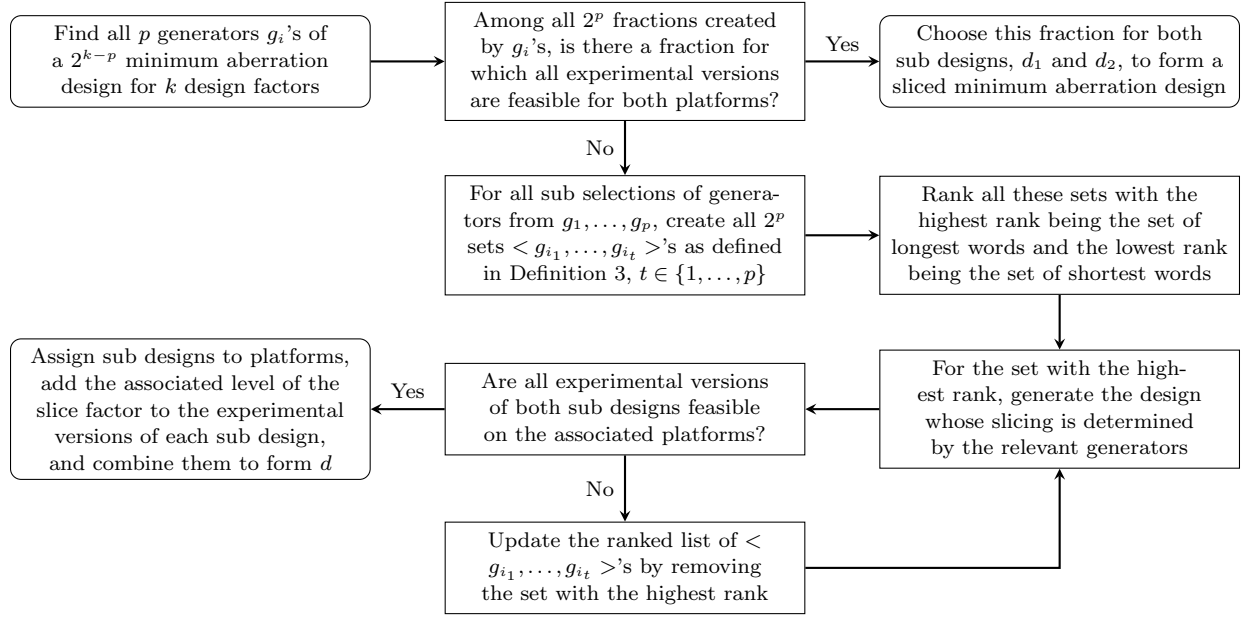 Find all p generators g_i's of
a 2^{k−p} minimum aberration
design for k design factors
Among all 2^p fractions created
by g_i's, is there a fraction for
which all experimental versions
are feasible for both platforms?
Yes
Choose this fraction for both
sub designs, d_1 and d_2, to form a
sliced minimum aberration design
No
For all sub selections of genera-
tors from g_1, . . . , g_p, create all 2^p
sets < g_{i_1}, . . . , g_{i_t} >'s as defined
in Definition 3, t ∈ {1, . . . , p}
Rank all these sets with the
highest rank being the set of
longest words and the lowest rank
being the set of shortest words
For the set with the high-
est rank, generate the design
whose slicing is determined
by the relevant generators
Are all experimental versions
of both sub designs feasible
on the associated platforms?
Yes
Assign sub designs to platforms,
add the associated level of the
slice factor to the experimental
versions of each sub design,
and combine them to form d
No
Update the ranked list of <
g_{i_1}, . . . , g_{i_t} >'s by removing
the set with the highest rank